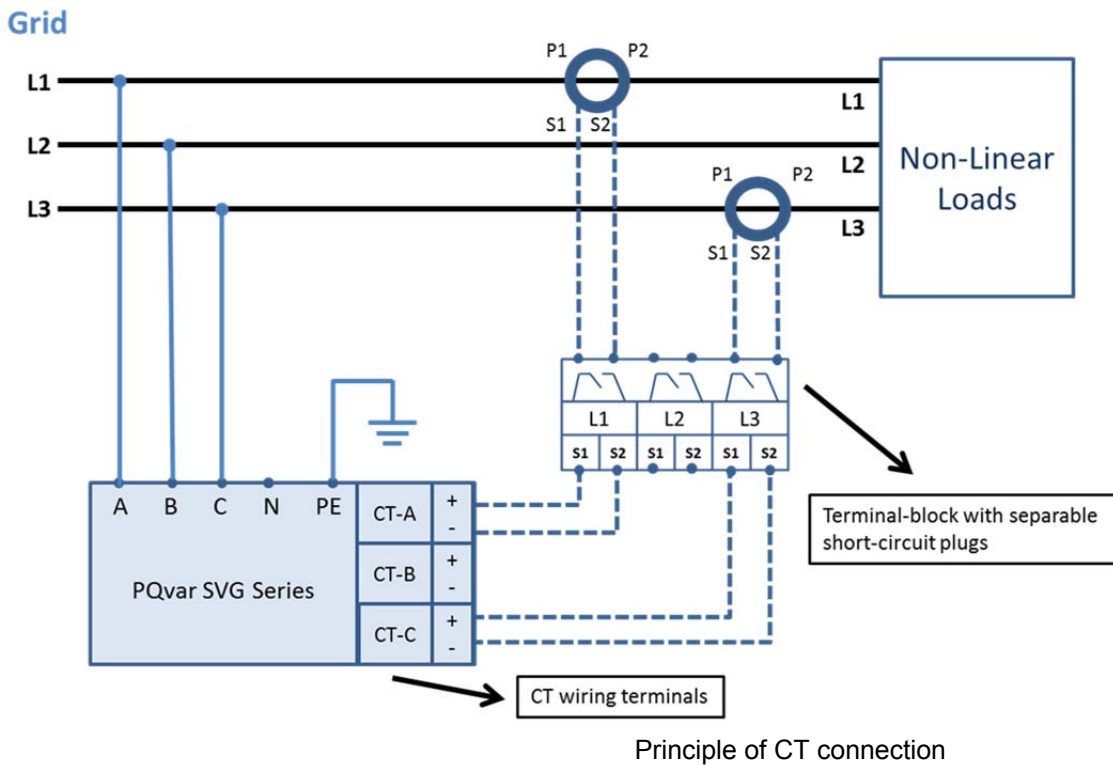 Grid
P1 P2
L1 L1
S1 S2
L2 L2
Non-Linear
Loads
P1 P2
L3 L3
S1 S2
L1 L2 L3
S1 S2 S1 S2 S1 S2
A B C N PE
CT-A + -
CT-B + -
CT-C + -
PQvar SVG Series
Terminal-block with separable
short-circuit plugs
CT wiring terminals
Principle of CT connection